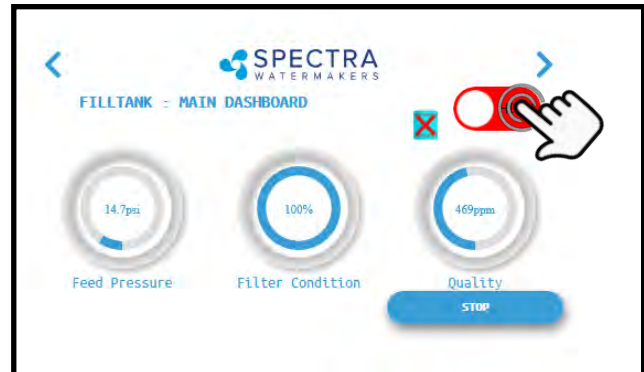 SPECTRA
WATERMAKERS
FILLTANK : MAIN DASHBOARD
14.7psi
100%
469ppm
Feed Pressure
Filter Condition
Quality
STOP